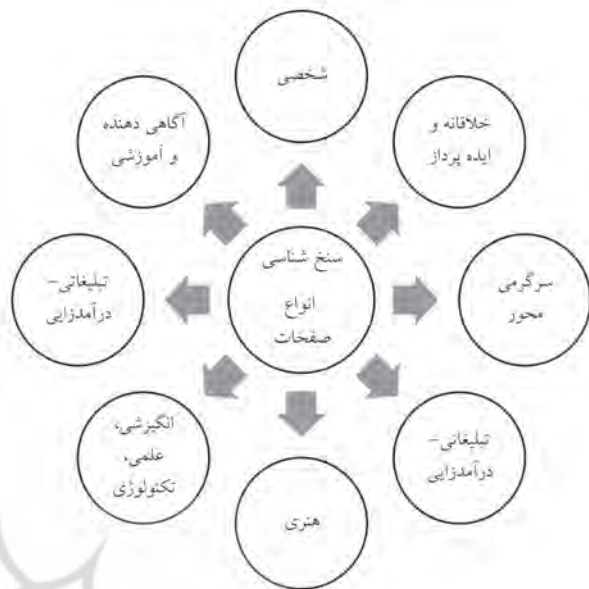 شخصی
خلاقانه و
ایده پرداز
سرگرمی
محور
تبلیغاتی–
درآمدزایی
هنری
انگیزشی،
علمی،
تکنولوژی
تبلیغاتی–
درآمدزایی
آگاهی دهنده
و آموزشی
سنخ شناسی
انواع
صفحات